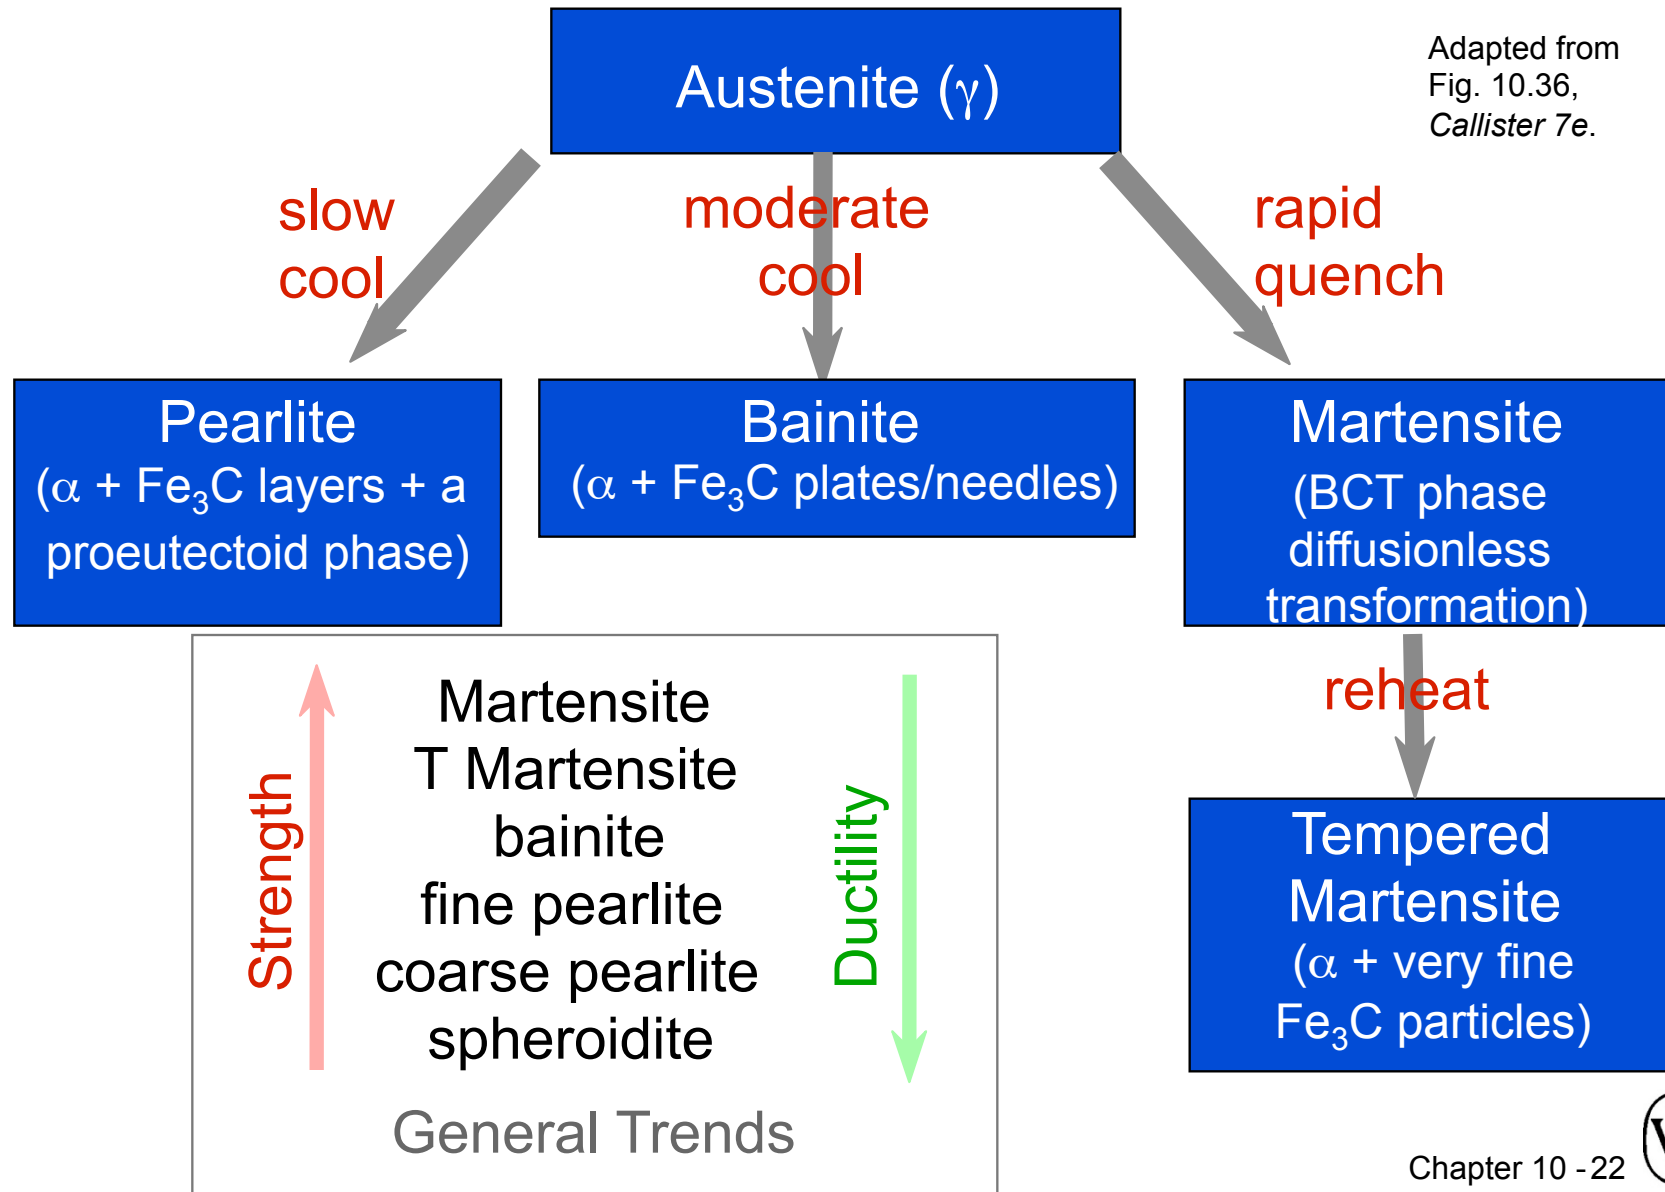 Austenite (γ)
Adapted from
Fig. 10.36,
Callister 7e.
slow
cool
moderate
cool
rapid
quench
Pearlite
(α + Fe₃C layers + a
proeutectoid phase)
Bainite
(α + Fe₃C plates/needles)
Martensite
(BCT phase
diffusionless
transformation)
reheat
Tempered
Martensite
(α + very fine
Fe₃C particles)
Strength
Martensite
T Martensite
bainite
fine pearlite
coarse pearlite
spheroidite
Ductility
General Trends
Chapter 10 - 22